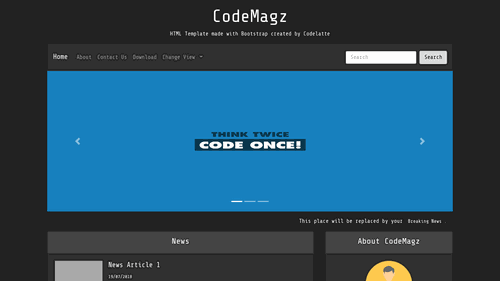 CodeMagz
HTML Template made with Bootstrap created by Codelatte
Home About Contact Us Download Change View Search Search
THINK TWICE
CODE ONCE!
This place will be replaced by your Breaking News .
News
About CodeMagz
News Article 1
19/07/2020